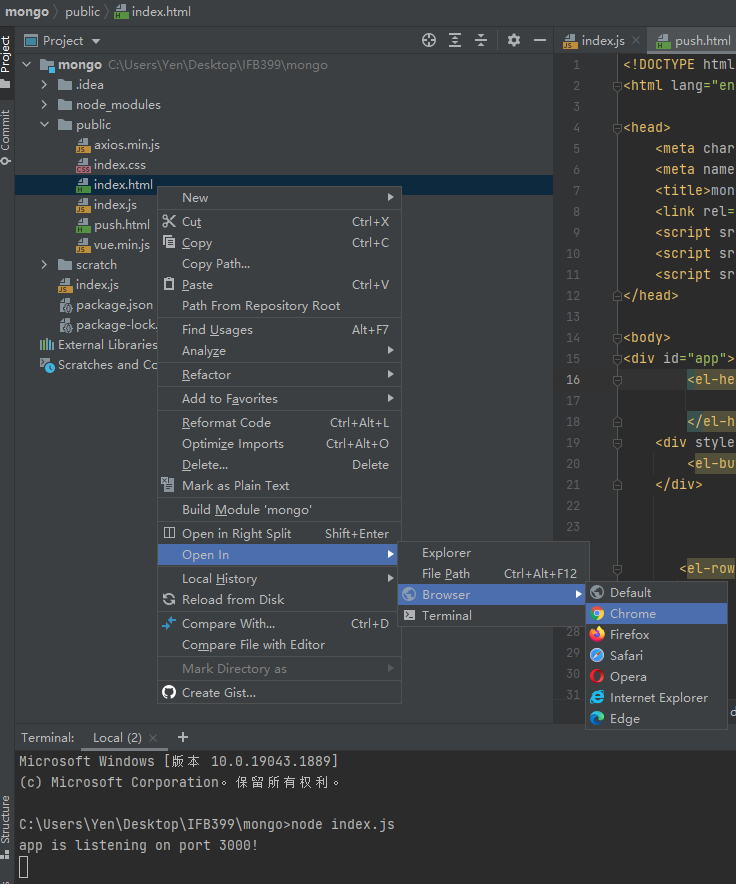 mongo › public › index.html
Project
Project
mongo C:\Users\Yen\Desktop\IFB399\mongo
.idea
node_modules
public
axios.min.js
index.css
index.html
index.js
push.html
vue.min.js
scratch
index.js
package.json
package-lock.
External Libraries
Scratches and Co
Commit
Structure
New
Cut Ctrl+X
Copy Ctrl+C
Copy Path...
Paste Ctrl+V
Path From Repository Root
Find Usages Alt+F7
Analyze
Refactor
Add to Favorites
Reformat Code Ctrl+Alt+L
Optimize Imports Ctrl+Alt+O
Delete... Delete
Mark as Plain Text
Build Module 'mongo'
Open in Right Split Shift+Enter
Open In
Local History
Reload from Disk
Compare With... Ctrl+D
Compare File with Editor
Mark Directory as
Create Gist...
Explorer
File Path Ctrl+Alt+F12
Browser
Terminal
Default
Chrome
Firefox
Safari
Opera
Internet Explorer
Edge
index.js push.html
1 <!DOCTYPE html
2 <html lang="en
3
4 <head>
5 <meta char
6 <meta name
7 <title>mon
8 <link rel=
9 <script sr
10 <script sr
11 <script sr
12 </head>
13
14 <body>
15 <div id="app">
16 <el-he
17
18 </el-h
19 <div style
20 <el-bu
21 </div>
22
23
<el-row
28
29
30
31
d
Terminal: Local (2) +
Microsoft Windows [版本 10.0.19043.1889]
(c) Microsoft Corporation。保留所有权利。
C:\Users\Yen\Desktop\IFB399\mongo>node index.js
app is listening on port 3000!